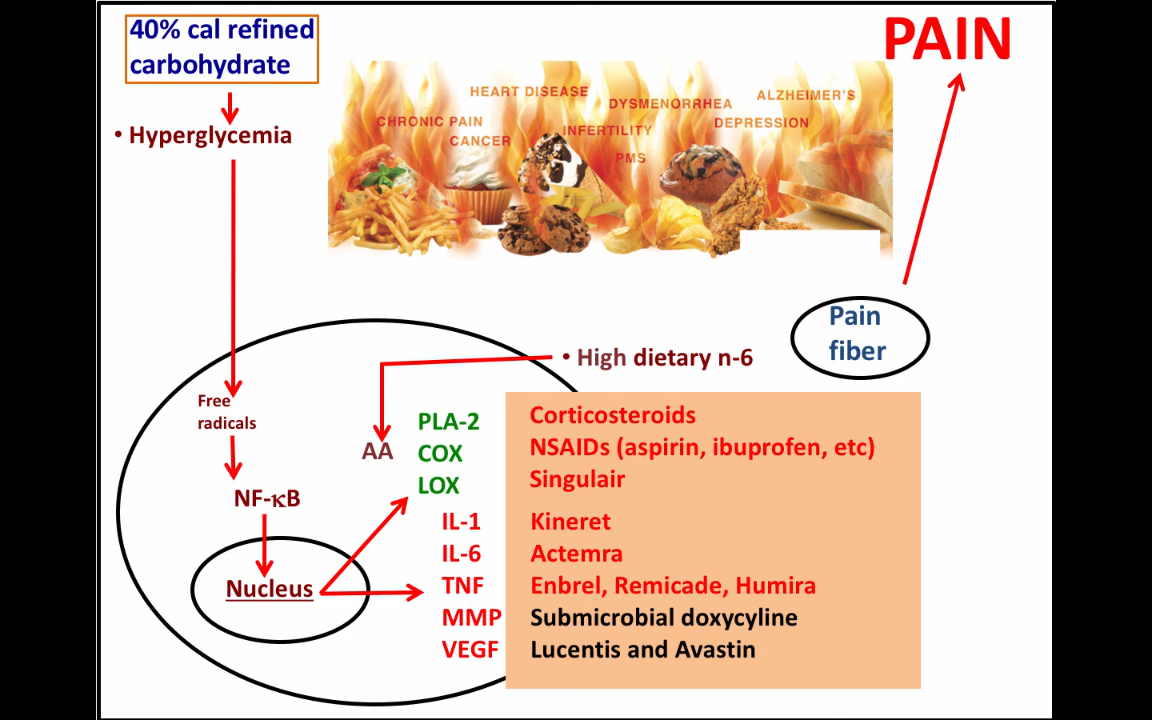 40% cal refined
carbohydrate
PAIN
• Hyperglycemia
HEART DISEASE
ALZHEIMER'S
DYSMENORRHEA
CHRONIC PAIN
DEPRESSION
INFERTILITY
CANCER
PMS
Pain
fiber
• High dietary n-6
Free
radicals
PLA-2
Corticosteroids
AA
COX
NSAIDs (aspirin, ibuprofen, etc)
LOX
Singulair
NF-κB
IL-1
Kineret
IL-6
Actemra
Nucleus
TNF
Enbrel, Remicade, Humira
MMP
Submicrobial doxycyline
VEGF
Lucentis and Avastin